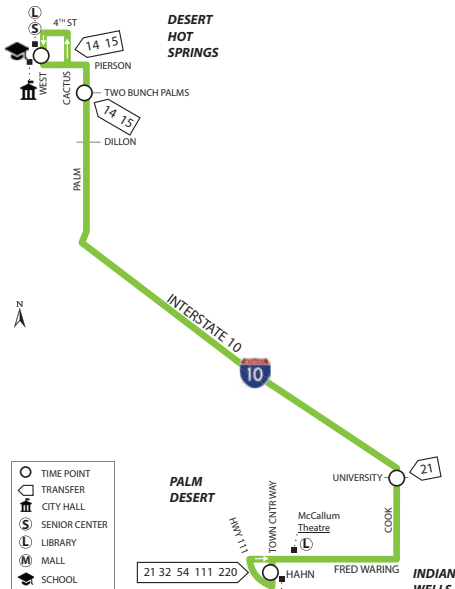 L
S
4TH ST
14 15
DESERT
HOT
SPRINGS
PIERSON
WEST
CACTUS
TWO BUNCH PALMS
14 15
DILLON
PALM
N
INTERSTATE 10
INTERSTATE
10
21
UNIVERSITY
COOK
PALM
DESERT
TOWN CNTR WAY
McCallum
Theatre
L
HWY 111
FRED WARING
21 32 54 111 220
HAHN
INDIAN
WELLS
TIME POINT
TRANSFER
CITY HALL
S SENIOR CENTER
L LIBRARY
M MALL
SCHOOL